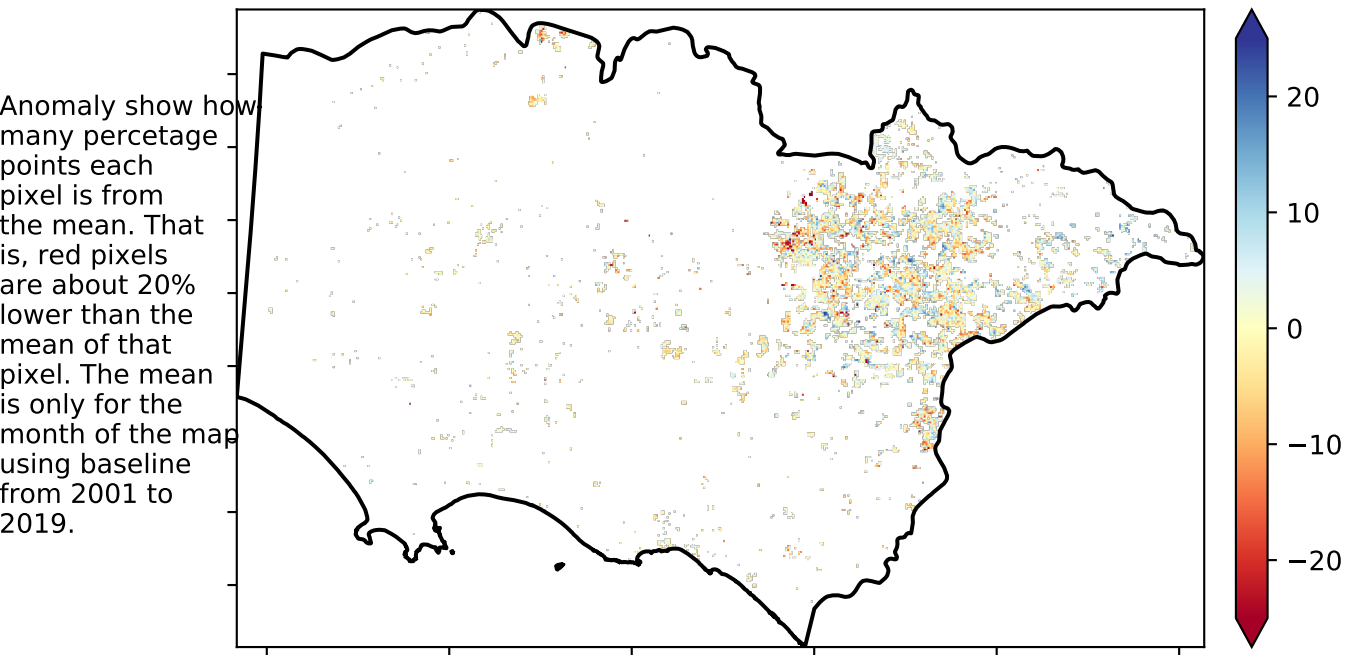 Anomaly show how
many percetage
points each
pixel is from
the mean. That
is, red pixels
are about 20%
lower than the
mean of that
pixel. The mean
is only for the
month of the map
using baseline
from 2001 to
2019.
20
10
0
−10
−20